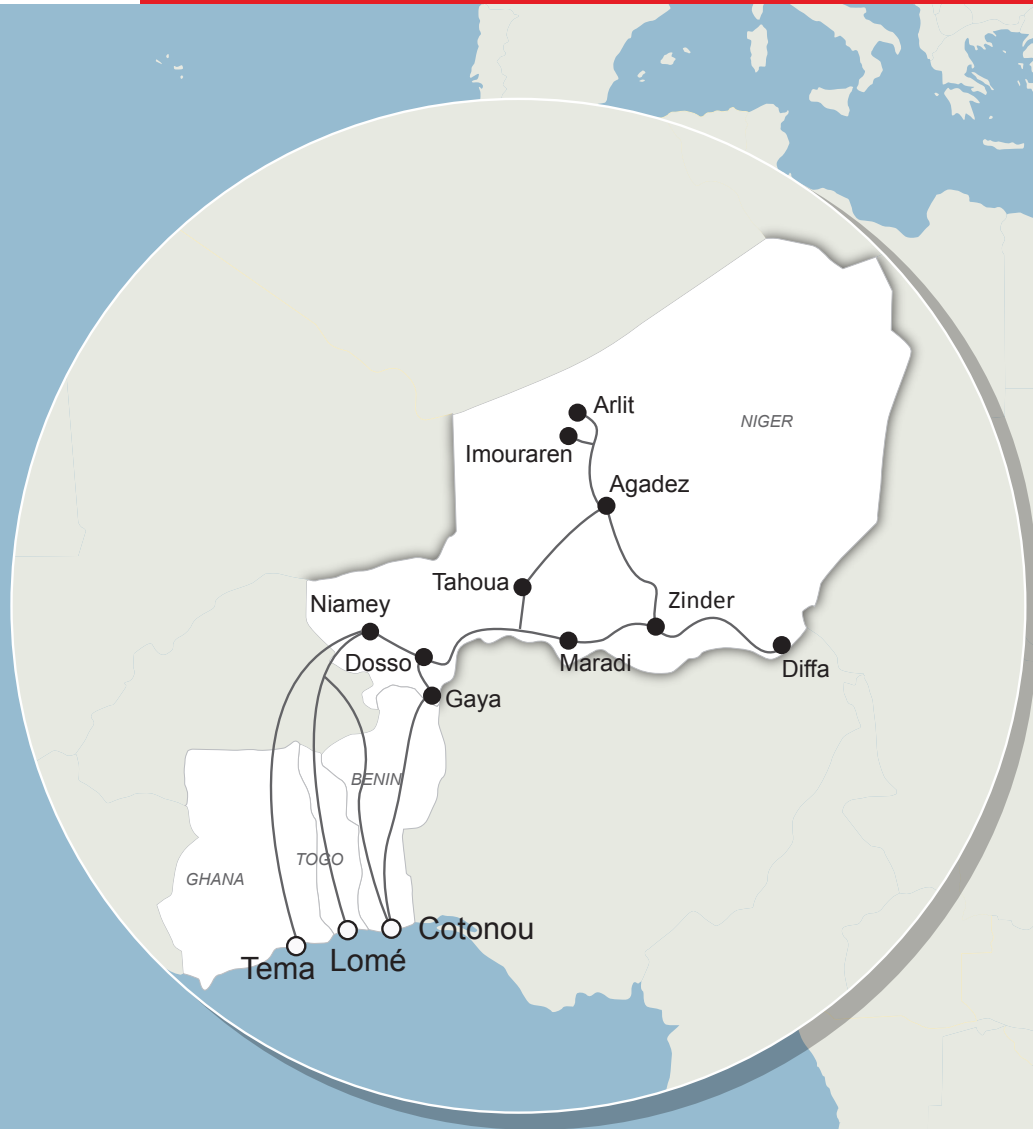 Arlit
NIGER
Imouraren
Agadez
Tahoua
Niamey
Zinder
Dosso
Maradi
Diffa
Gaya
BENIN
TOGO
GHANA
Cotonou
Lomé
Tema